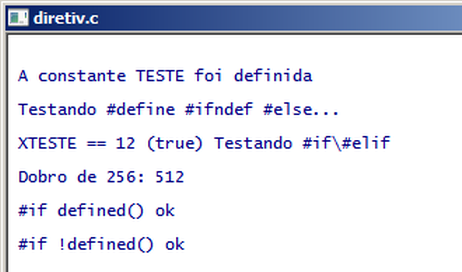 diretiv.c
A constante TESTE foi definida
Testando #define #ifndef #else...
XTESTE == 12 (true) Testando #if\#elif
Dobro de 256: 512
#if defined() ok
#if !defined() ok